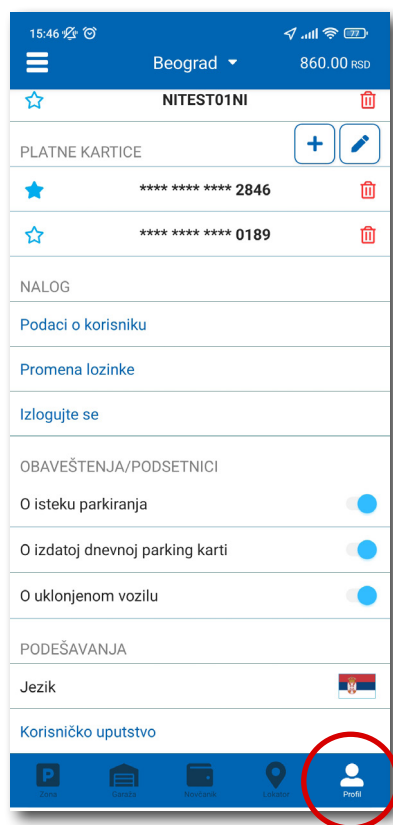 15:46
77
Beograd
860.00 RSD
NITEST01NI
PLATNE KARTICE
**** **** **** 2846
**** **** **** 0189
NALOG
Podaci o korisniku
Promena lozinke
Izlogujte se
OBAVEŠTENJA/PODSETNICI
O isteku parkiranja
O izdatoj dnevnoj parking karti
O uklonjenom vozilu
PODEŠAVANJA
Jezik
Korisničko uputstvo
P
Zona Garaža Novčanik Lokator Profil